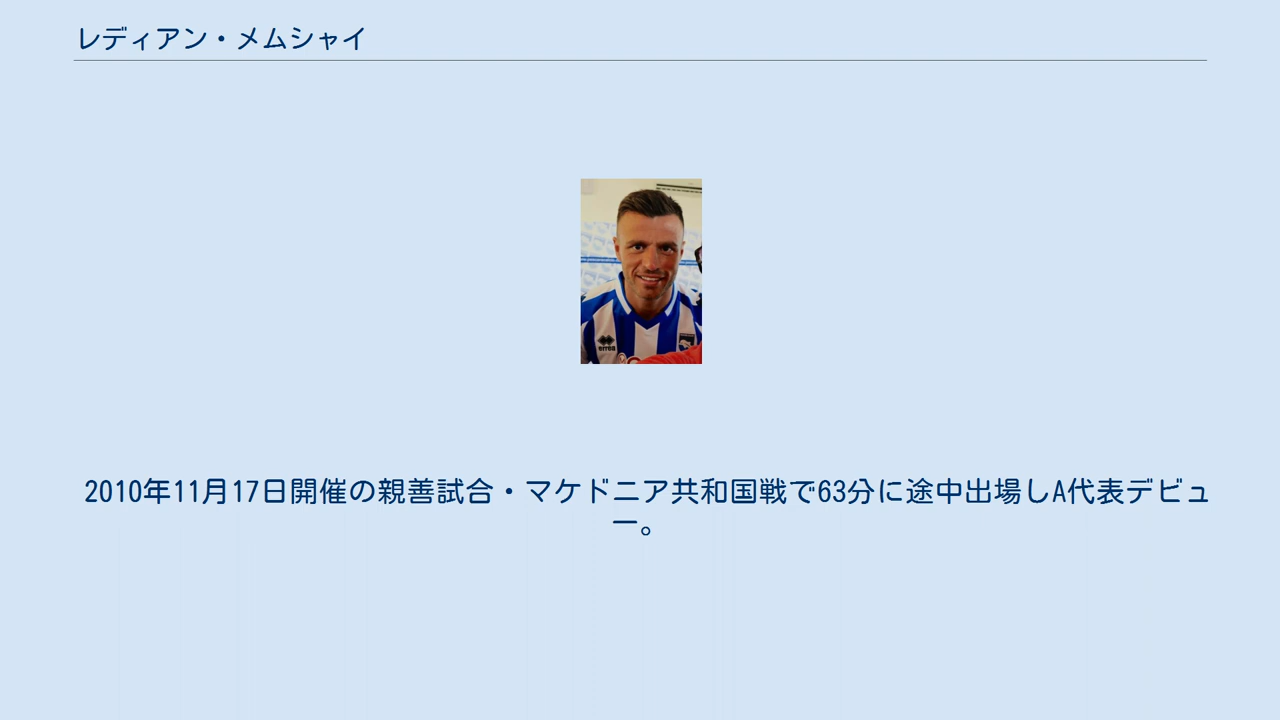 レディアン・メムシャイ
errea
2010年11月17日開催の親善試合・マケドニア共和国戦で63分に途中出場しA代表デビュ
ー。